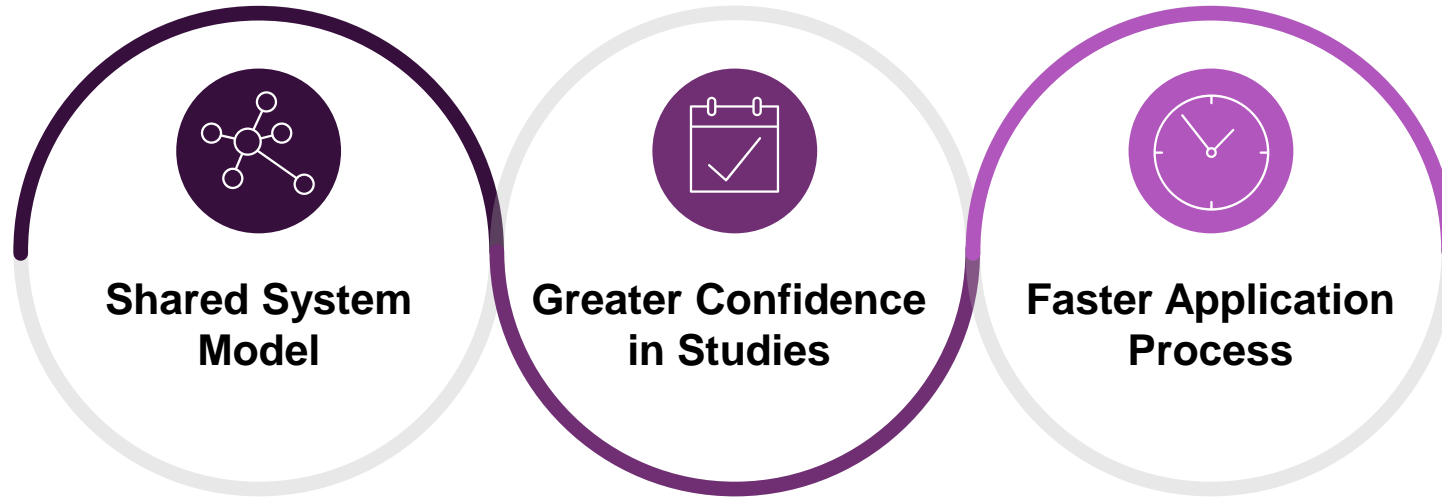 Shared System
Model
Greater Confidence
in Studies
Faster Application
Process